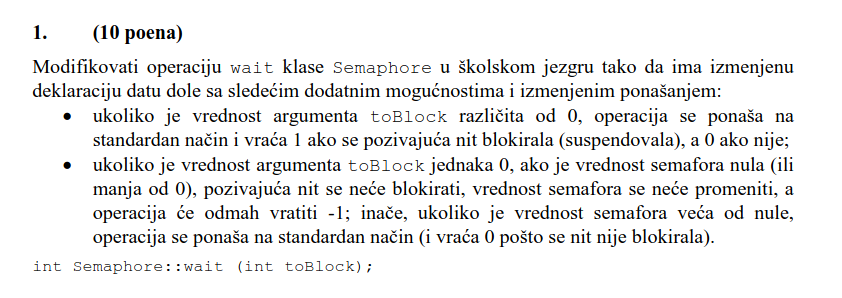 1. (10 poena)
Modifikovati operaciju wait klase Semaphore u školskom jezgru tako da ima izmenjenu
deklaraciju datu dole sa sledećim dodatnim mogućnostima i izmenjenim ponašanjem:
• ukoliko je vrednost argumenta toBlock različita od 0, operacija se ponaša na
standardan način i vraća 1 ako se pozivajuća nit blokirala (suspendovala), a 0 ako nije;
• ukoliko je vrednost argumenta toBlock jednaka 0, ako je vrednost semafora nula (ili
manja od 0), pozivajuća nit se neće blokirati, vrednost semafora se neće promeniti, a
operacija će odmah vratiti -1; inače, ukoliko je vrednost semafora veća od nule,
operacija se ponaša na standardan način (i vraća 0 pošto se nit nije blokirala).
int Semaphore::wait (int toBlock);